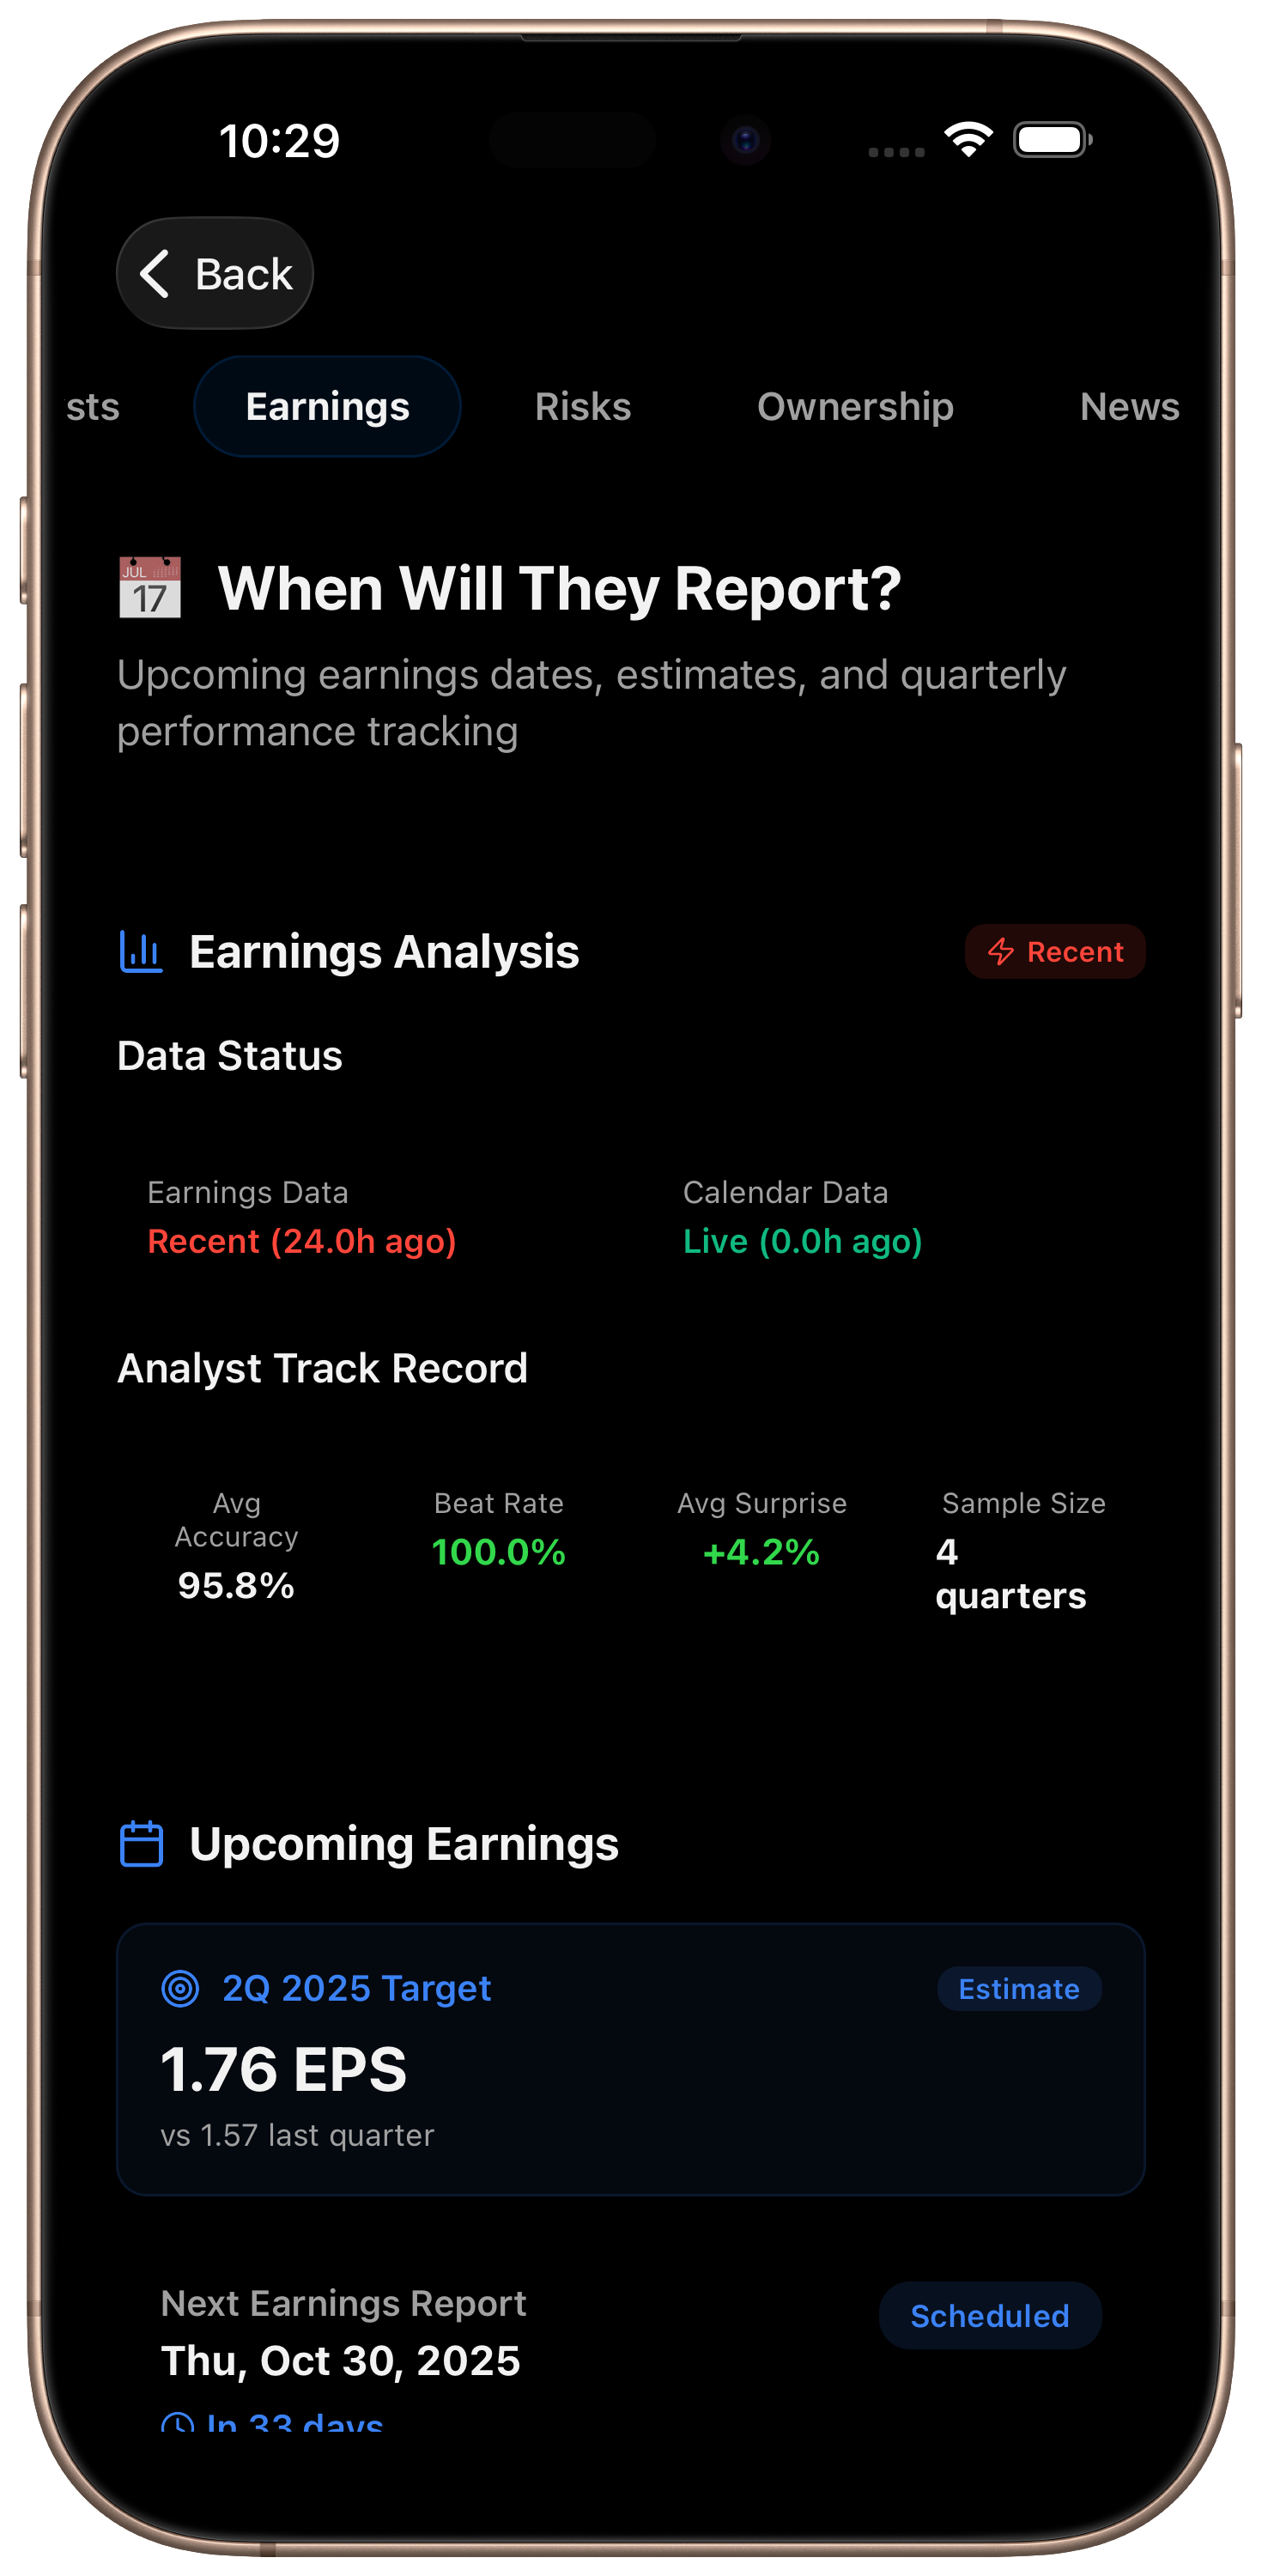 10:29
Back
sts
Earnings
Risks
Ownership
News
JUL
17
When Will They Report?
Upcoming earnings dates, estimates, and quarterly
performance tracking
Earnings Analysis
Recent
Data Status
Earnings Data
Calendar Data
Recent (24.0h ago)
Live (0.0h ago)
Analyst Track Record
Avg
Accuracy
95.8%
Beat Rate
100.0%
Avg Surprise
+4.2%
Sample Size
4
quarters
Upcoming Earnings
2Q 2025 Target
Estimate
1.76 EPS
vs 1.57 last quarter
Next Earnings Report
Scheduled
Thu, Oct 30, 2025
In 33 days